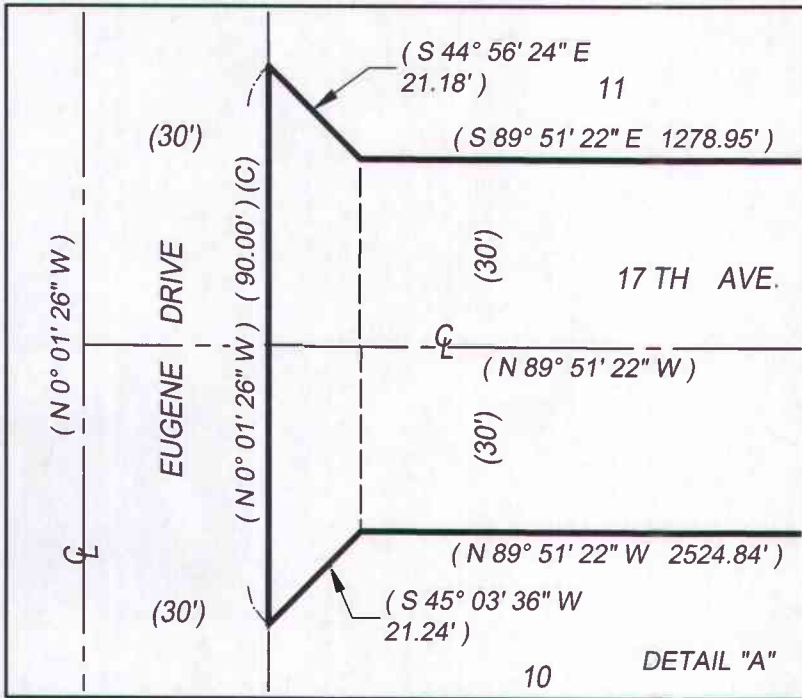 ( S 44° 56' 24" E
21.18' )
11
(30')
( S 89° 51' 22" E 1278.95' )
( N 0° 01' 26" W )
EUGENE DRIVE
( N 0° 01' 26" W ) ( 90.00' ) (C)
(30')
17 TH AVE.
℄
( N 89° 51' 22" W )
(30')
℄
( N 89° 51' 22" W 2524.84' )
(30')
( S 45° 03' 36" W
21.24' )
10
DETAIL "A"